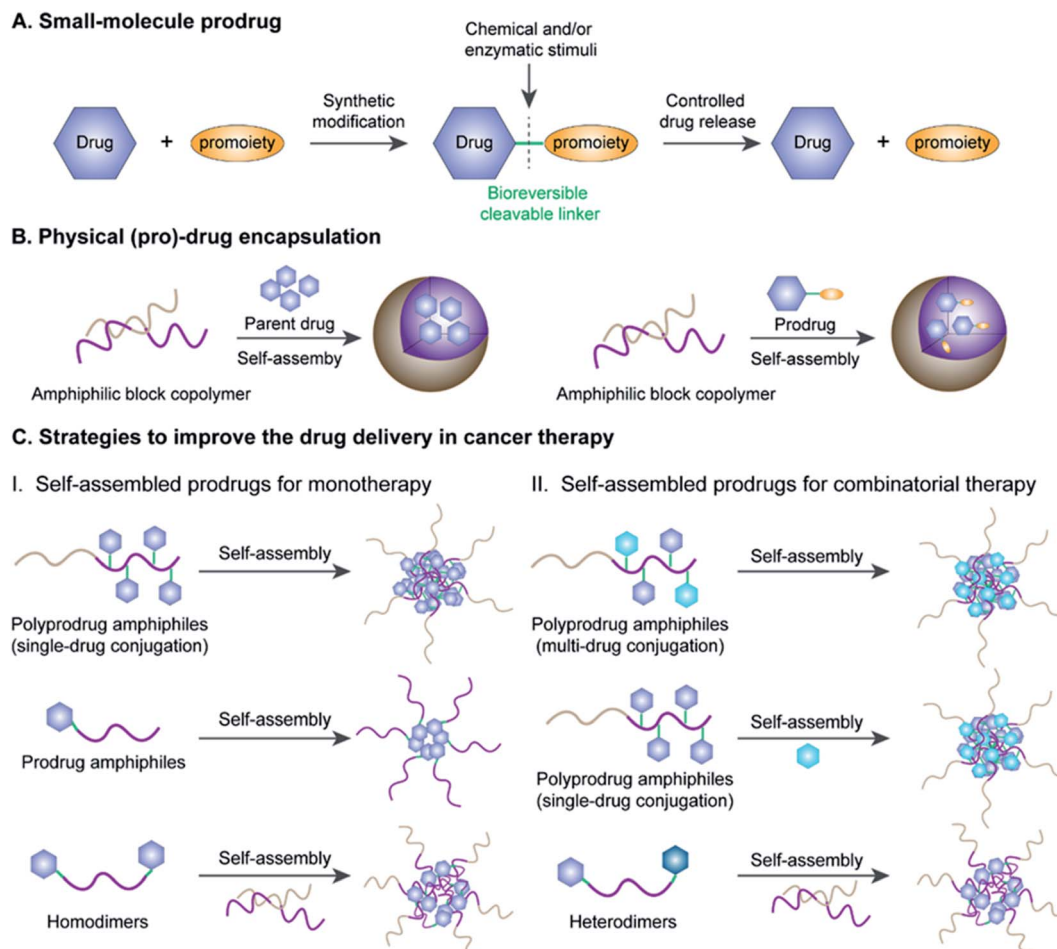 A. Small-molecule prodrug
Chemical and/or
enzymatic stimuli
Drug
+
promoiety
Synthetic
modification
Drug
promoiety
Controlled
drug release
Drug
+
promoiety
Bioreversible
cleavable linker
B. Physical (pro)-drug encapsulation
Parent drug
Self-assemby
Amphiphilic block copolymer
Prodrug
Self-assembly
Amphiphilic block copolymer
C. Strategies to improve the drug delivery in cancer therapy
I. Self-assembled prodrugs for monotherapy
Self-assembly
Polyprodrug amphiphiles
(single-drug conjugation)
Self-assembly
Prodrug amphiphiles
Self-assembly
Homodimers
II. Self-assembled prodrugs for combinatorial therapy
Self-assembly
Polyprodrug amphiphiles
(multi-drug conjugation)
Self-assembly
Polyprodrug amphiphiles
(single-drug conjugation)
Self-assembly
Heterodimers